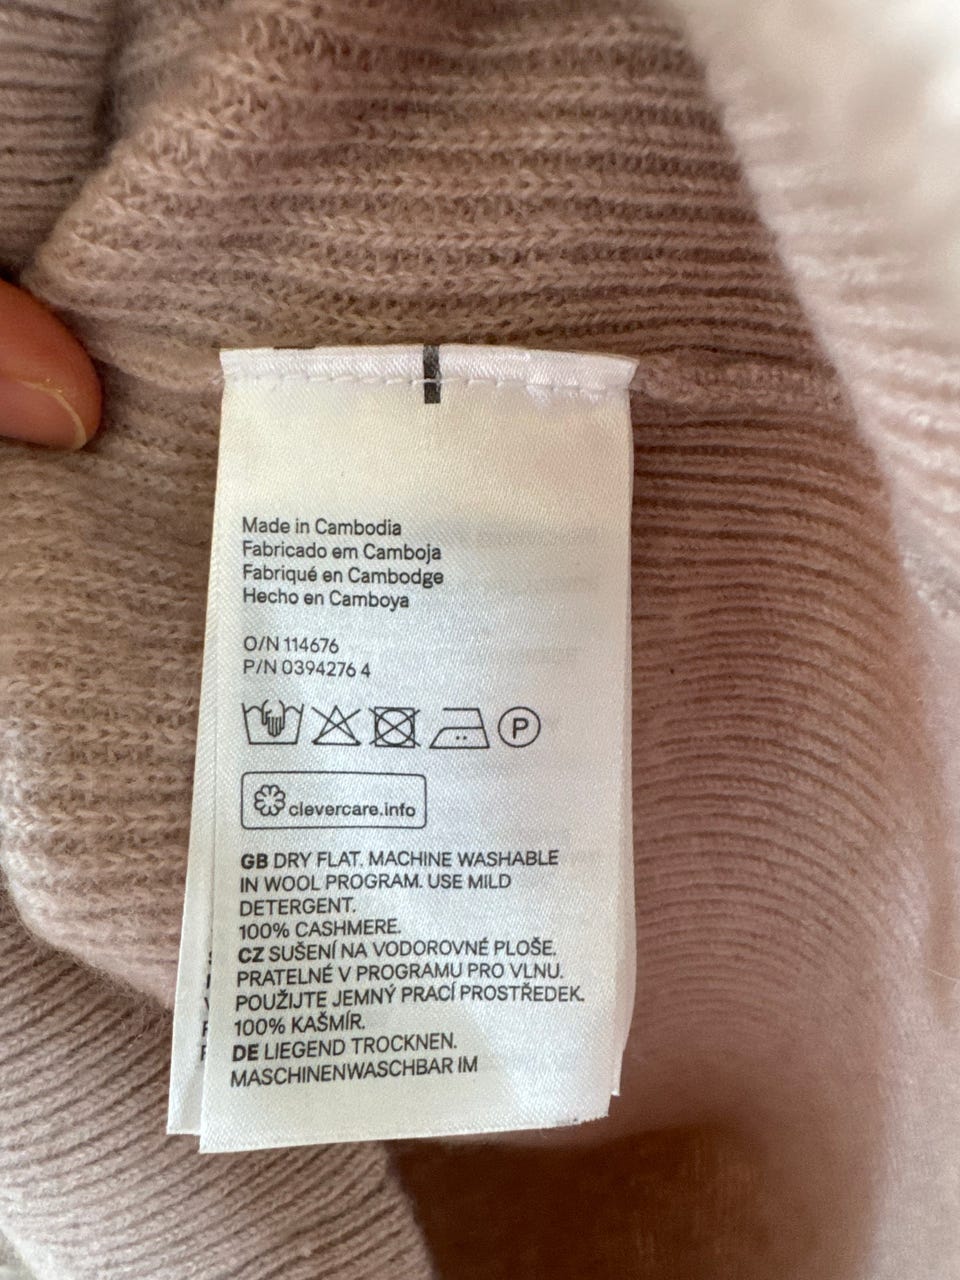 Made in Cambodia
Fabricado em Camboja
Fabriqué en Cambodge
Hecho en Camboya
O/N 114676
P/N 0394276 4
P
clevercare.info
GB DRY FLAT. MACHINE WASHABLE
IN WOOL PROGRAM. USE MILD
DETERGENT.
100% CASHMERE.
CZ SUŠENÍ NA VODOROVNÉ PLOŠE.
PRATELNÉ V PROGRAMU PRO VLNU.
POUŽIJTE JEMNÝ PRACÍ PROSTŘEDEK.
100% KAŠMÍR.
DE LIEGEND TROCKNEN.
MASCHINENWASCHBAR IM